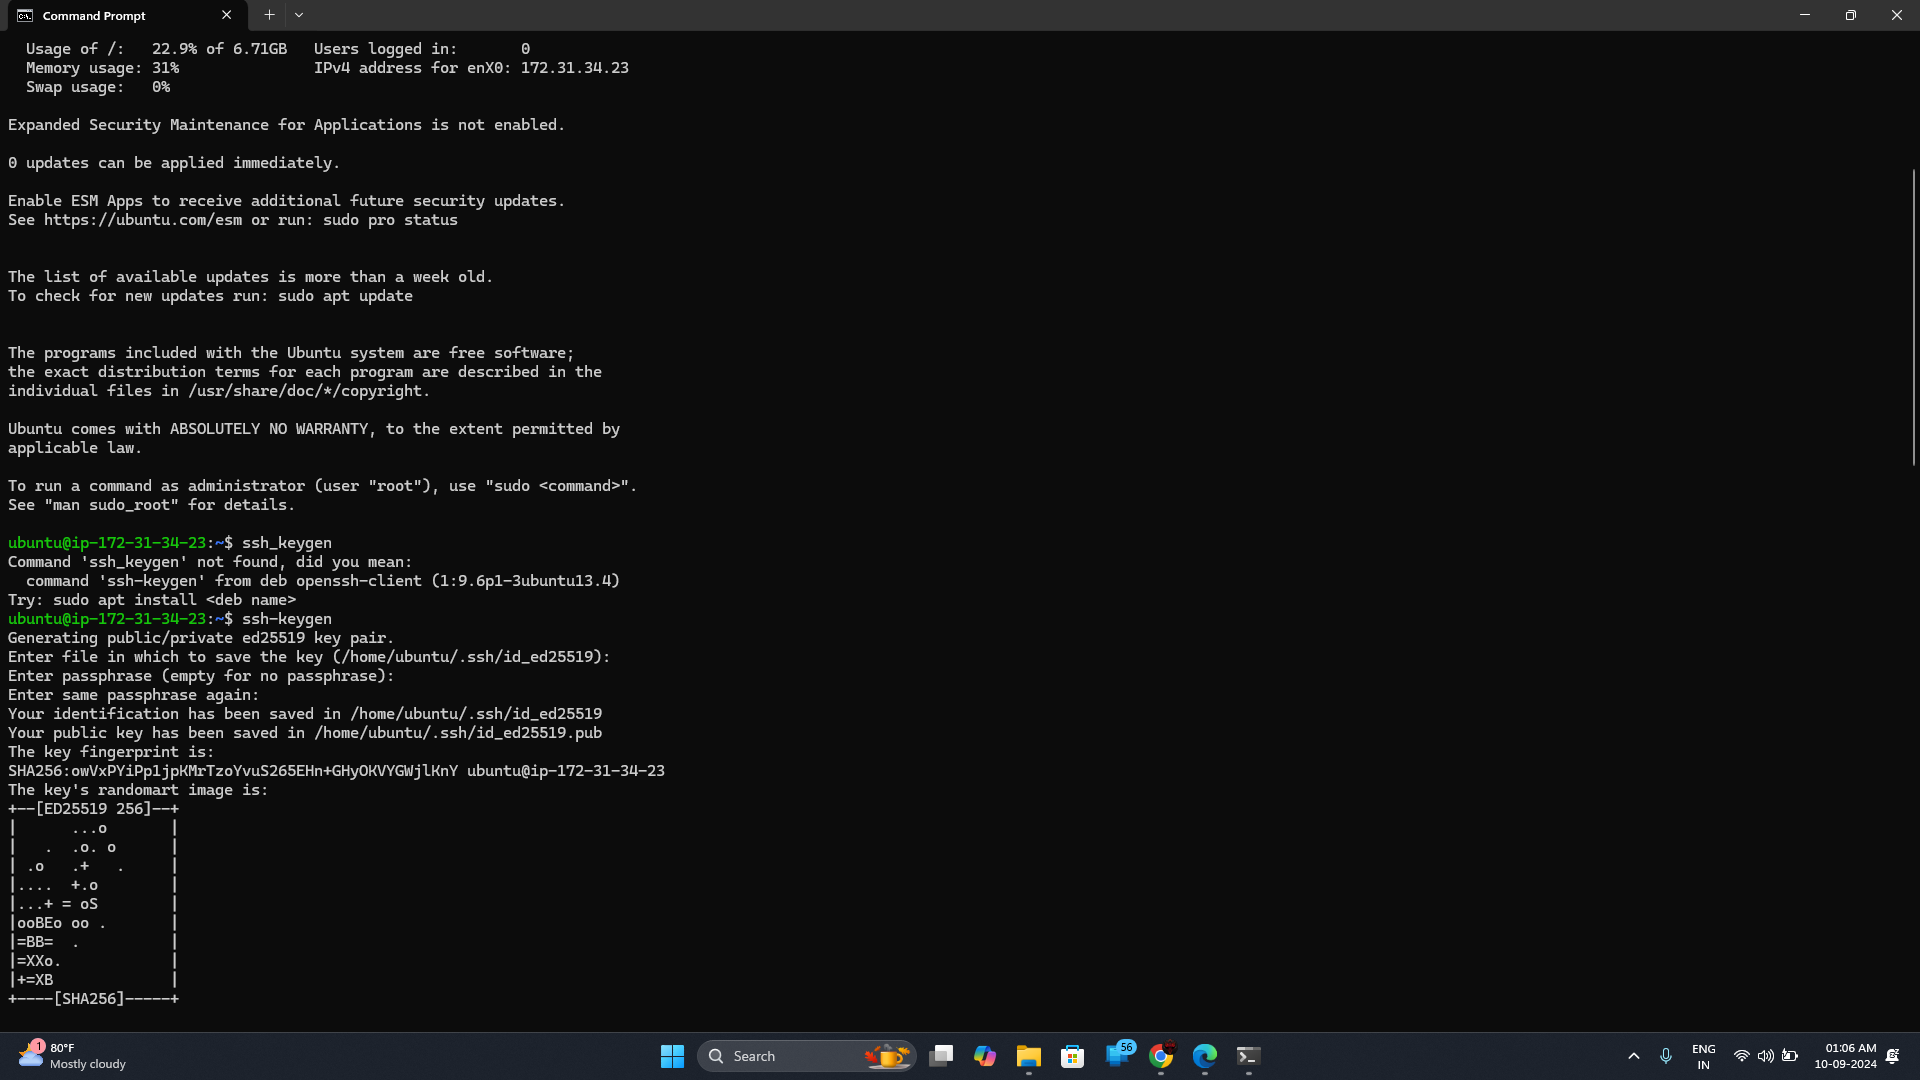 Command Prompt
Usage of /:   22.9% of 6.71GB   Users logged in:       0
Memory usage: 31%               IPv4 address for enX0: 172.31.34.23
Swap usage:   0%
Expanded Security Maintenance for Applications is not enabled.
0 updates can be applied immediately.
Enable ESM Apps to receive additional future security updates.
See https://ubuntu.com/esm or run: sudo pro status
The list of available updates is more than a week old.
To check for new updates run: sudo apt update
The programs included with the Ubuntu system are free software;
the exact distribution terms for each program are described in the
individual files in /usr/share/doc/*/copyright.
Ubuntu comes with ABSOLUTELY NO WARRANTY, to the extent permitted by
applicable law.
To run a command as administrator (user "root"), use "sudo <command>".
See "man sudo_root" for details.
ubuntu@ip-172-31-34-23:~$ ssh_keygen
Command 'ssh_keygen' not found, did you mean:
  command 'ssh-keygen' from deb openssh-client (1:9.6p1-3ubuntu13.4)
Try: sudo apt install <deb name>
ubuntu@ip-172-31-34-23:~$ ssh-keygen
Generating public/private ed25519 key pair.
Enter file in which to save the key (/home/ubuntu/.ssh/id_ed25519):
Enter passphrase (empty for no passphrase):
Enter same passphrase again:
Your identification has been saved in /home/ubuntu/.ssh/id_ed25519
Your public key has been saved in /home/ubuntu/.ssh/id_ed25519.pub
The key fingerprint is:
SHA256:owVxPYiPp1jpKMrTzoYvuS265EHn+GHyOKVYGWjlKnY ubuntu@ip-172-31-34-23
The key's randomart image is:
+--[ED25519 256]--+
|      ...o       |
|   .  .o. o      |
| .o   .+   .     |
|....  +.o        |
|...+ = oS        |
|ooBEo oo .       |
|=BB=  .          |
|=XXo.            |
|+=XB             |
+----[SHA256]-----+
1
80°F
Mostly cloudy
Search
56
ENG
IN
01:06 AM
10-09-2024